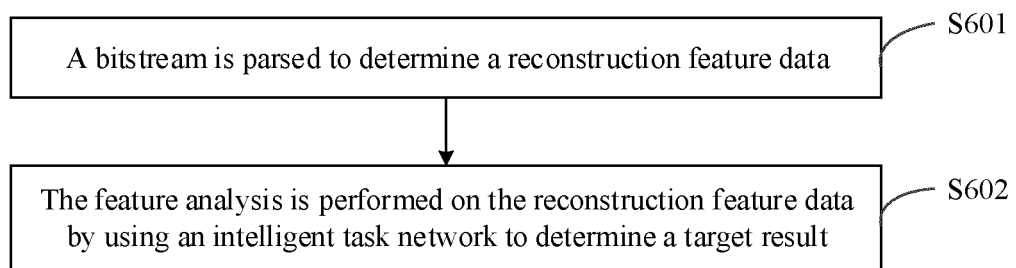 S601
A bitstream is parsed to determine a reconstruction feature data
S602
The feature analysis is performed on the reconstruction feature data
by using an intelligent task network to determine a target result